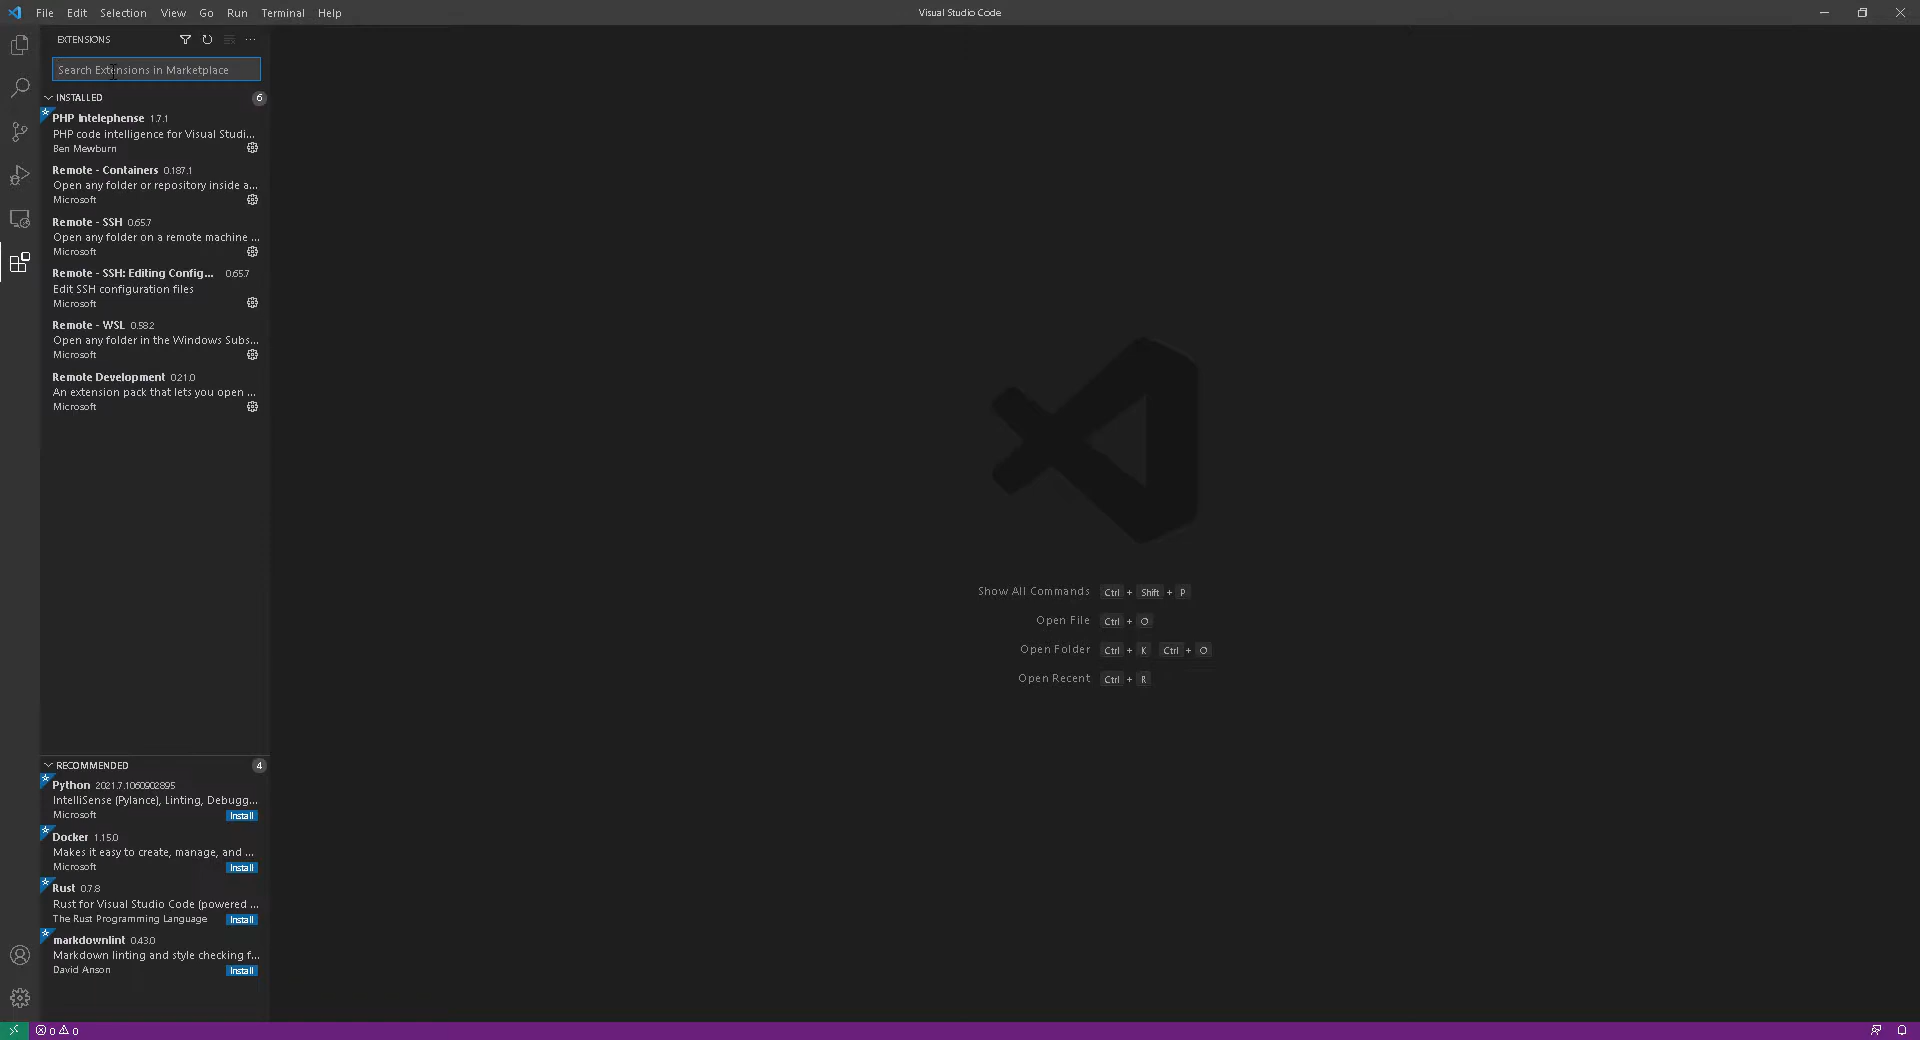 File Edit Selection View Go Run Terminal Help
Visual Studio Code
EXTENSIONS
Search Extensions in Marketplace
INSTALLED 6
PHP Intelephense 1.7.1
PHP code intelligence for Visual Studi...
Ben Mewburn
Remote - Containers 0.187.1
Open any folder or repository inside a...
Microsoft
Remote - SSH 0.65.7
Open any folder on a remote machine ...
Microsoft
Remote - SSH: Editing Config... 0.65.7
Edit SSH configuration files
Microsoft
Remote - WSL 0.58.2
Open any folder in the Windows Subs...
Microsoft
Remote Development 0.21.0
An extension pack that lets you open ...
Microsoft
Show All Commands Ctrl + Shift + P
Open File Ctrl + O
Open Folder Ctrl + K Ctrl + O
Open Recent Ctrl + R
RECOMMENDED 4
Python 2021.7.1060902895
IntelliSense (Pylance), Linting, Debugg...
Microsoft Install
Docker 1.15.0
Makes it easy to create, manage, and ...
Microsoft Install
Rust 0.7.8
Rust for Visual Studio Code (powered ...
The Rust Programming Language Install
markdownlint 0.43.0
Markdown linting and style checking f...
David Anson Install
0 0